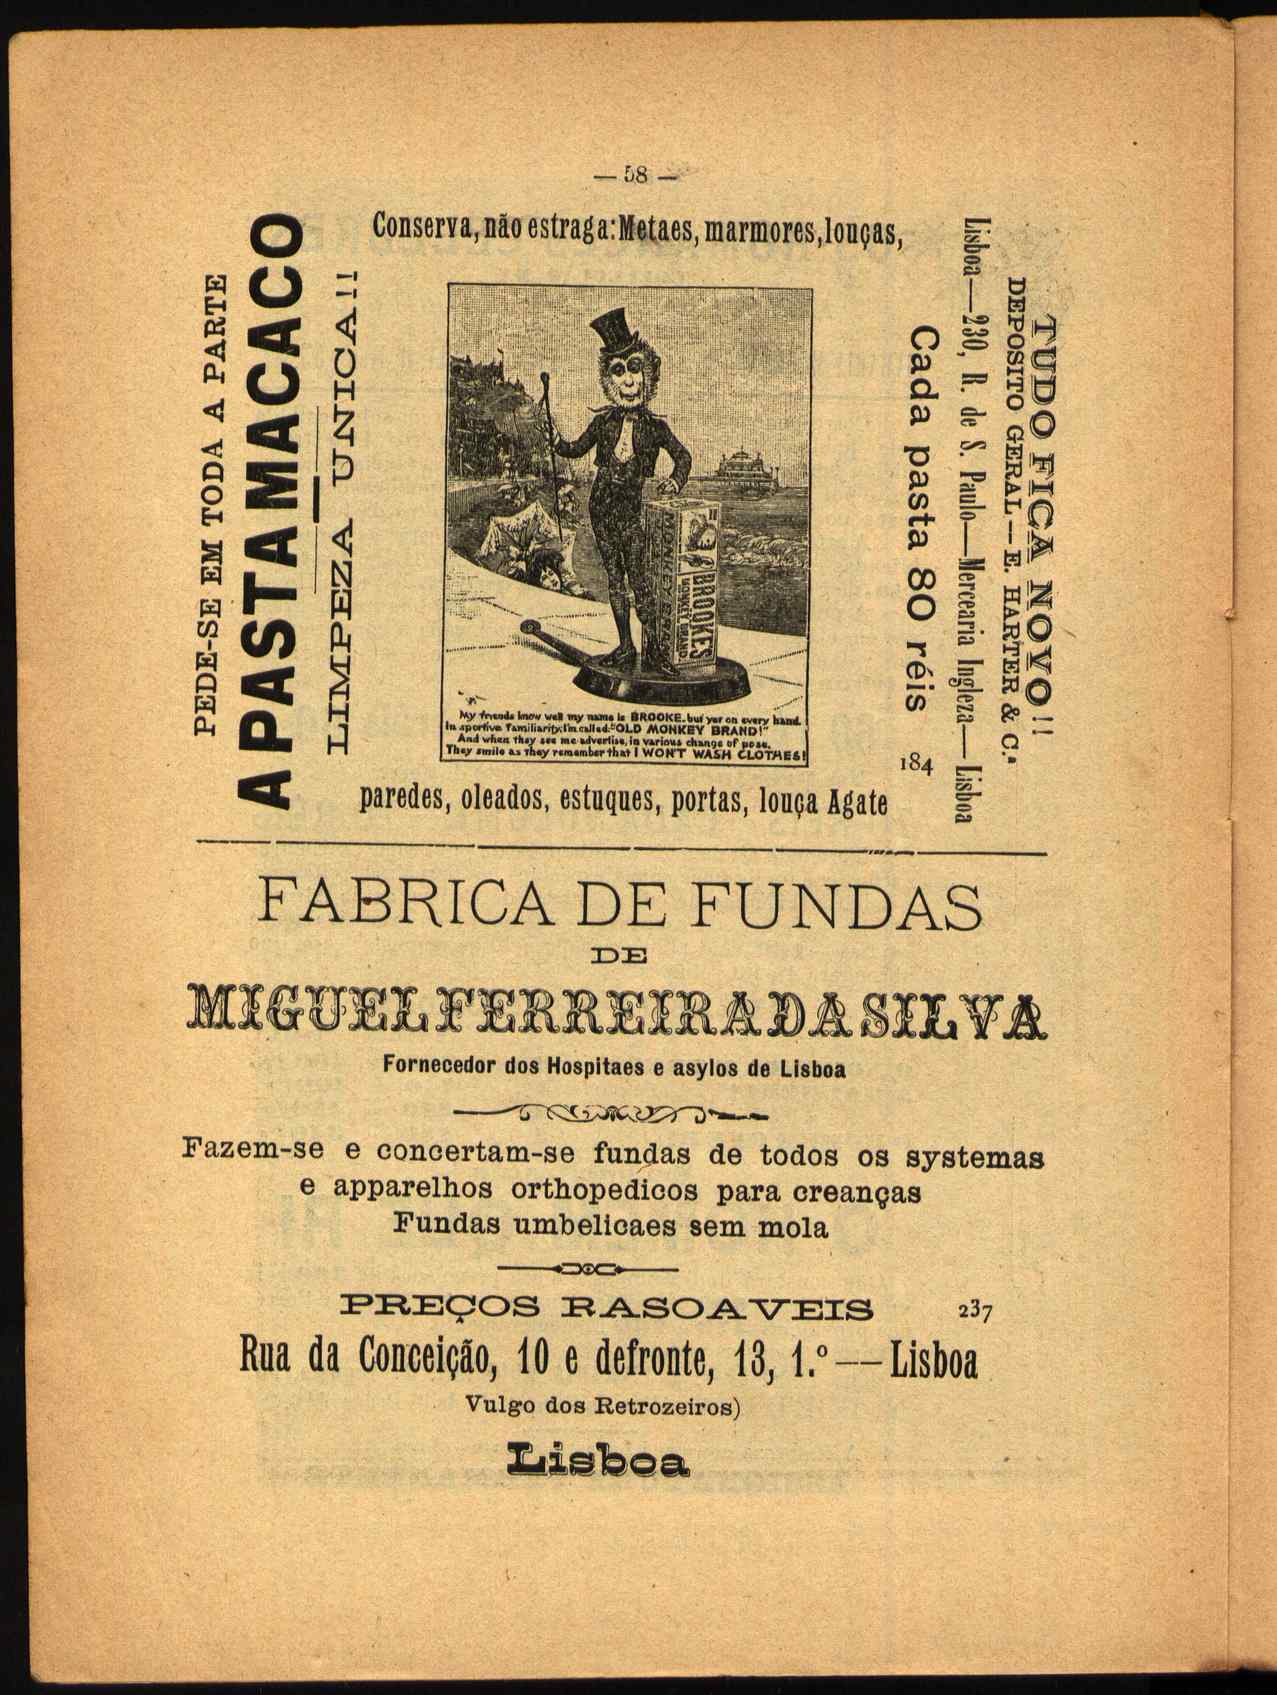 — 58 —
Conserva, não estraga: Metaes, marmores, louças,
PEDE-SE EM TODA A PARTE
A PASTA MACACO
LIMPEZA UNICA!!
BROOKES
MONKEY BRAND
MONKEY BRAND
My friends know well my name is BROOKE, but yer on every hand.
In sportive familiarity, I'm called: "OLD MONKEY BRAND!"
And when they see me advertise, in various change of pose,
They smile as they remember that I WON'T WASH CLOTHES!
TUDO FICA NOVO!!
DEPOSITO GERAL—E. HARTER & C.ª
Lisboa—230, R. de S. Paulo—Mercearia Ingleza—Lisboa
Cada pasta 80 réis
184
paredes, oleados, estuques, portas, louça Agate
FABRICA DE FUNDAS
DE
MIGUEL FERREIRA DA SILVA
Fornecedor dos Hospitaes e asylos de Lisboa
Fazem-se e concertam-se fundas de todos os systemas
e apparelhos orthopedicos para creanças
Fundas umbelicaes sem mola
PREÇOS RASOAVEIS 237
Rua da Conceição, 10 e defronte, 13, 1.º—Lisboa
Vulgo dos Retrozeiros)
Lisboa